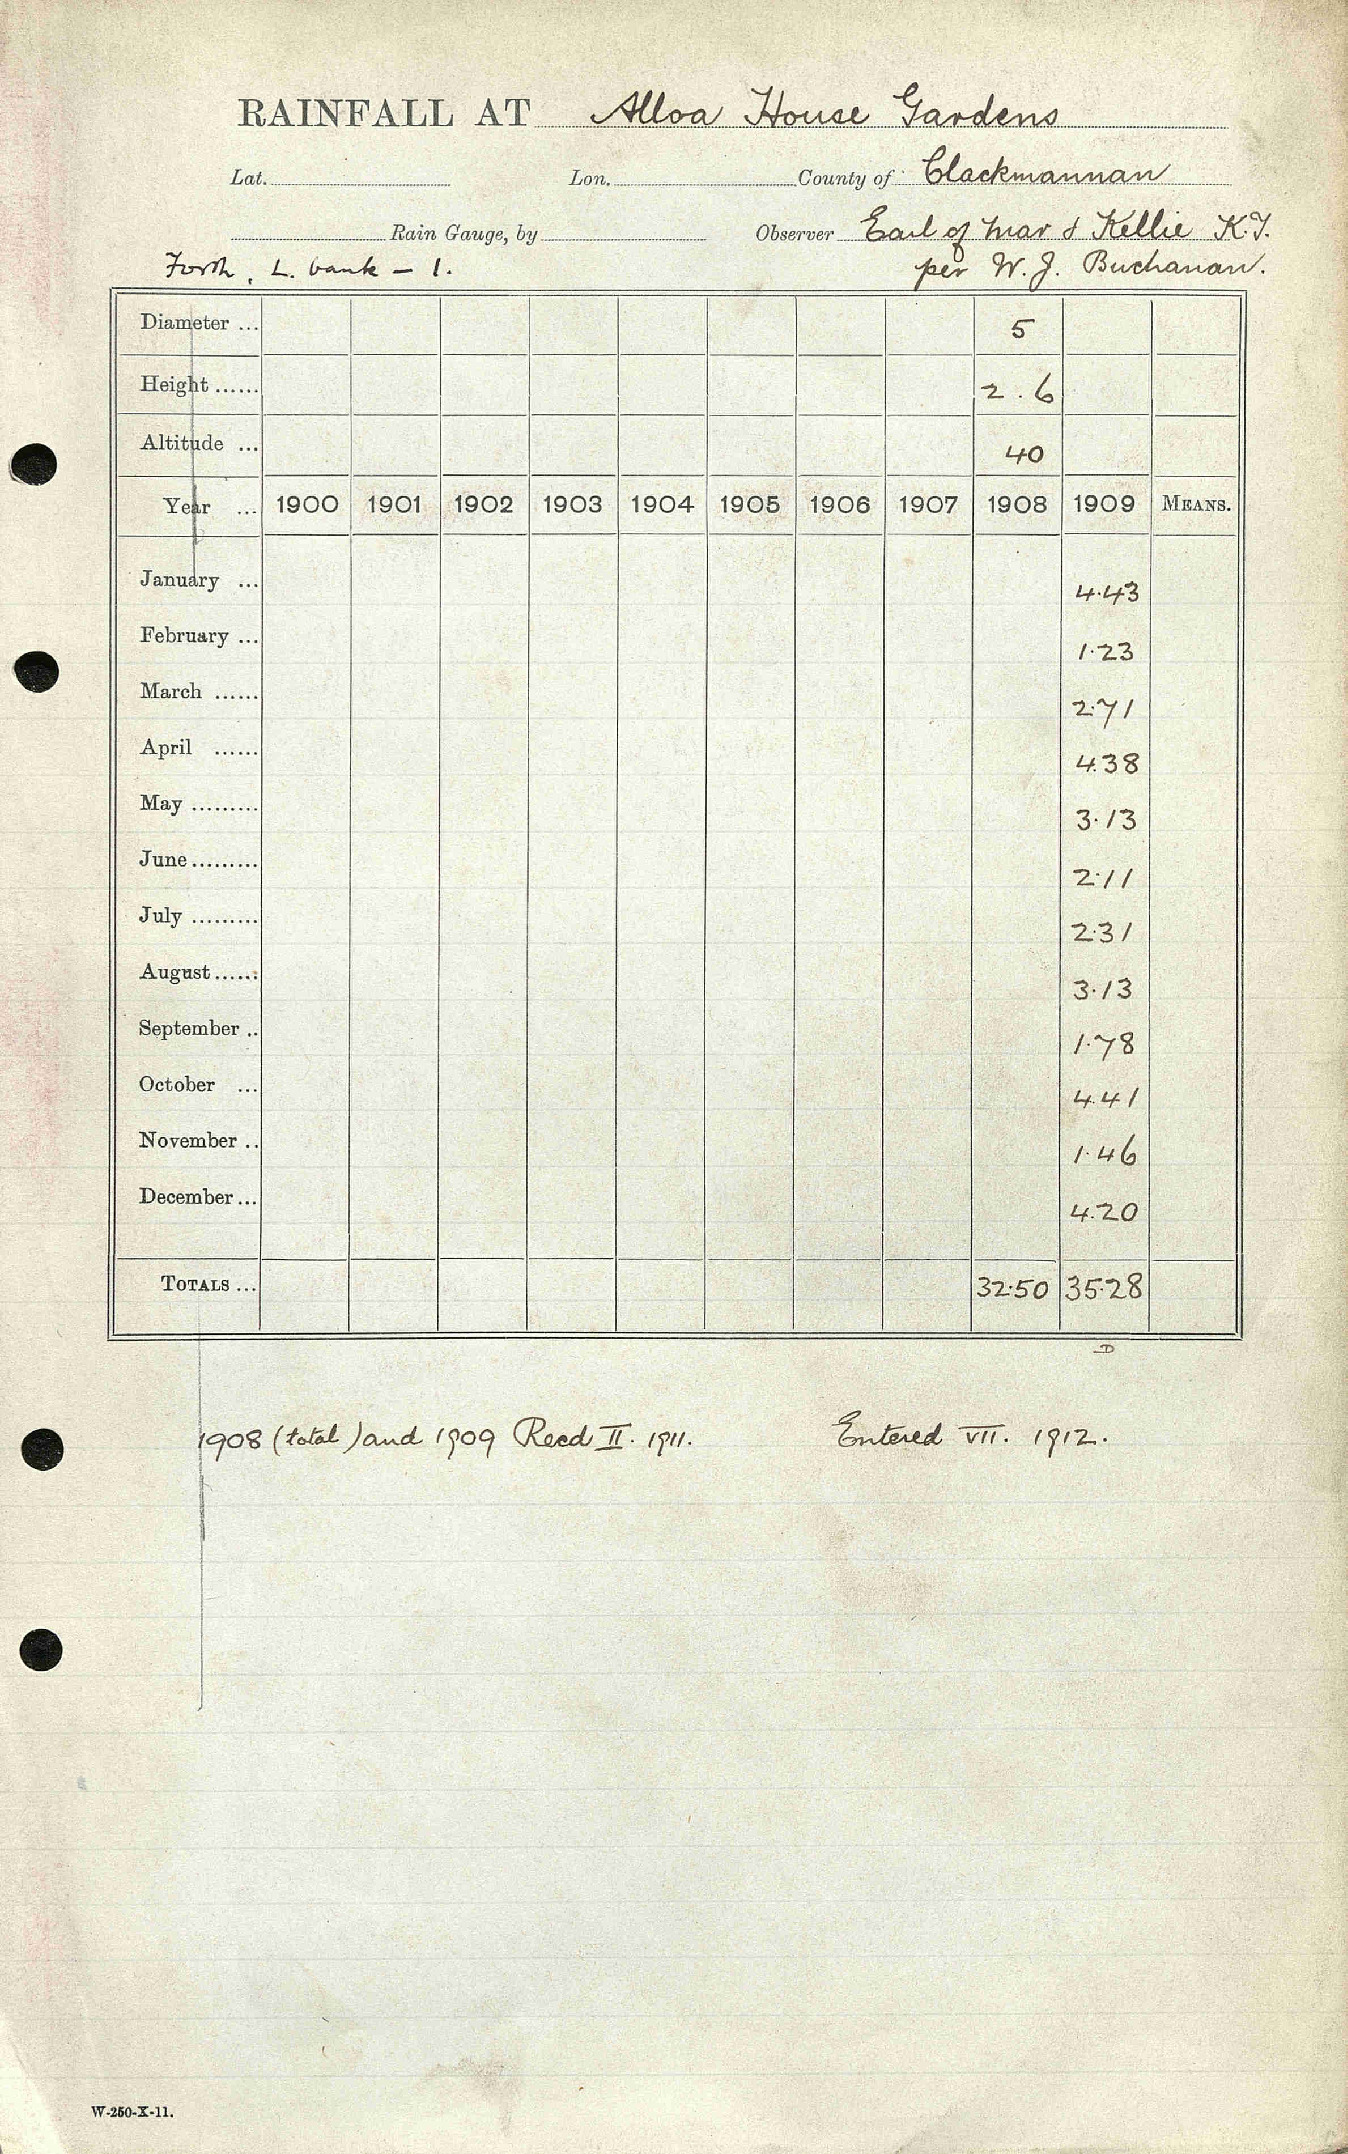 RAINFALL AT Alloa House Gardens
Lat. Lon. County of Clackmannan
Rain Gauge, by Observer Earl of Mar & Kellie K.T.
Forth, L. bank - 1. per W. J. Buchanan.
Diameter ... 5
Height ...... 2.6
Altitude ... 40
Year ... 1900 1901 1902 1903 1904 1905 1906 1907 1908 1909 MEANS.
January ... 4.43
February ... 1.23
March ...... 2.71
April ...... 4.38
May ......... 3.13
June ......... 2.11
July ......... 2.31
August ...... 3.13
September .. 1.78
October ... 4.41
November .. 1.46
December ... 4.20
TOTALS ... 32.50 35.28
D
1908 (total) and 1909 Recd II. 1911. Entered VII. 1912.
W-250-X-11.